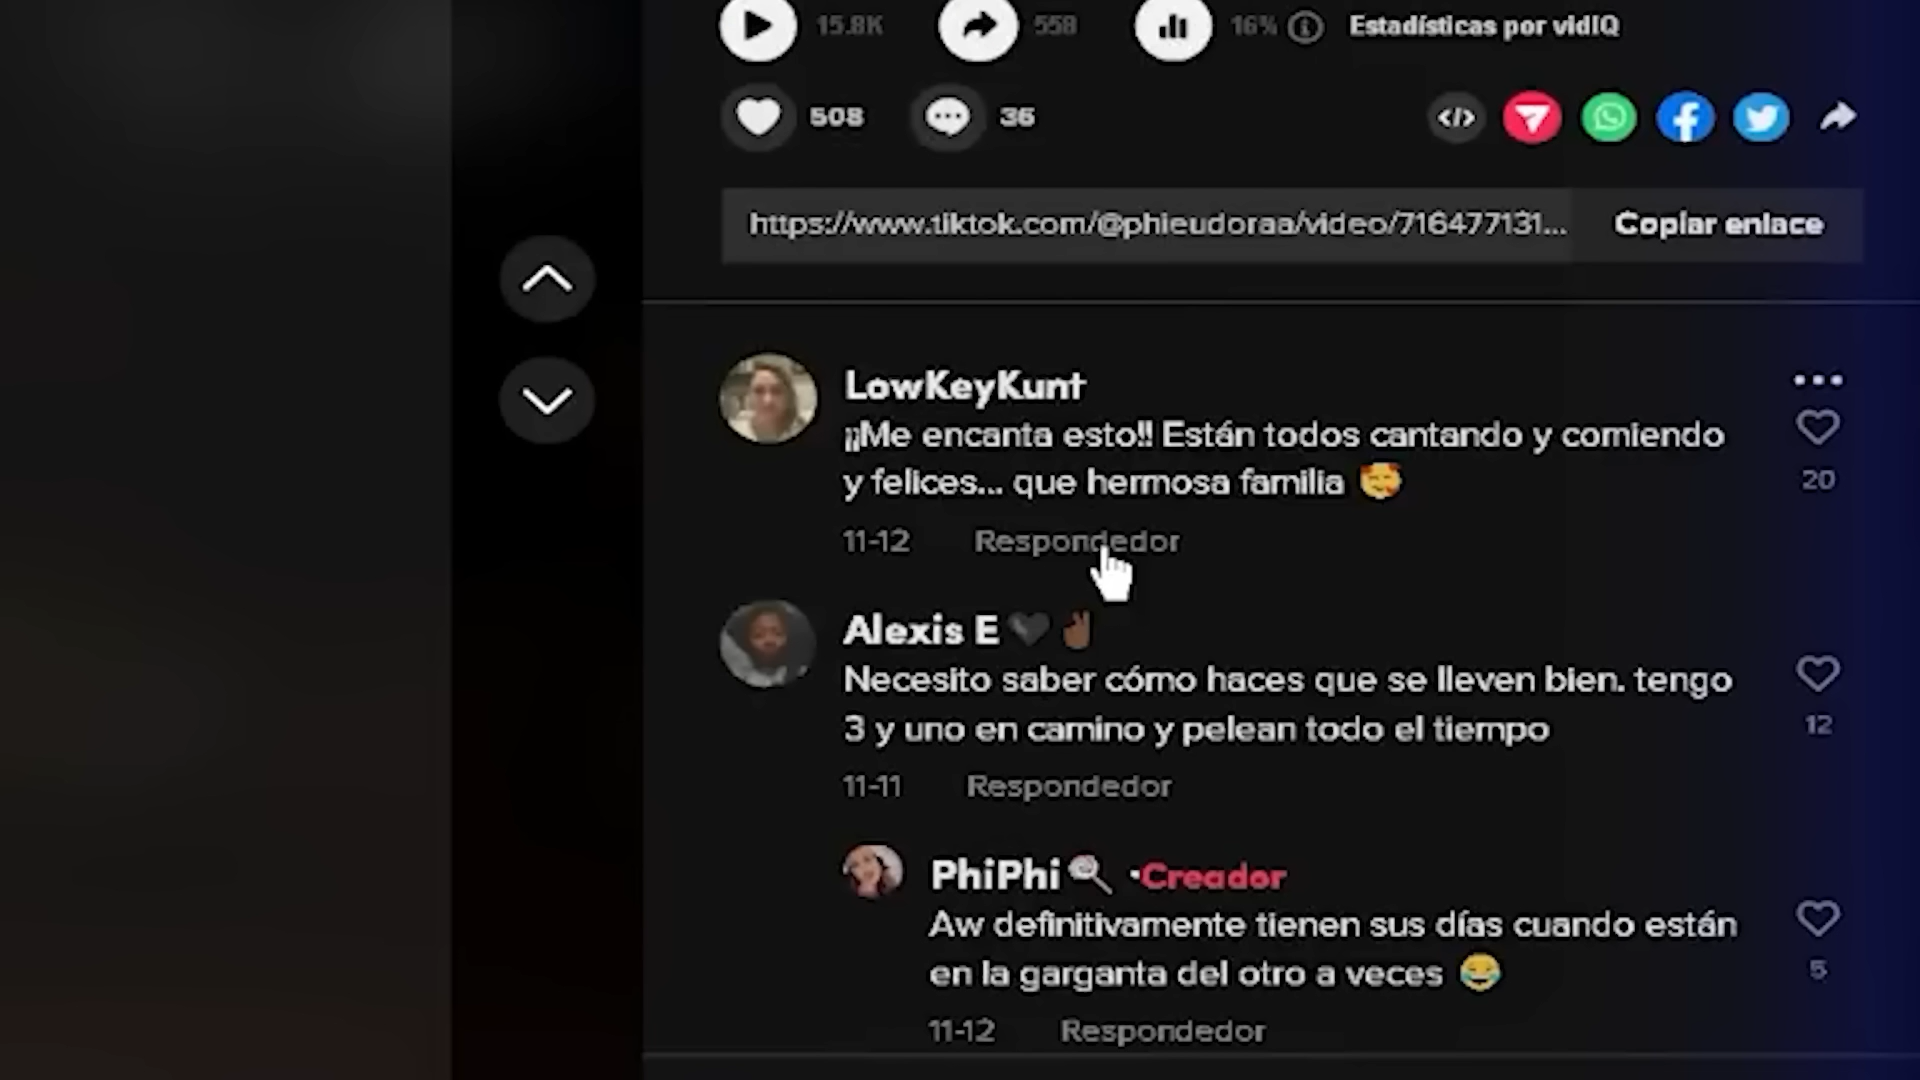 15.8K 558 16% Estadísticas por vidIQ
508 36
https://www.tiktok.com/@phieudoraa/video/716477131... Copiar enlace
LowKeyKunt
¡¡Me encanta esto!! Están todos cantando y comiendo
y felices... que hermosa familia 🥰
20
11-12 Respondedor
Alexis E 🖤 ✌🏾
Necesito saber cómo haces que se lleven bien. tengo
3 y uno en camino y pelean todo el tiempo
12
11-11 Respondedor
PhiPhi🍭 · Creador
Aw definitivamente tienen sus días cuando están
en la garganta del otro a veces 😂
5
11-12 Respondedor